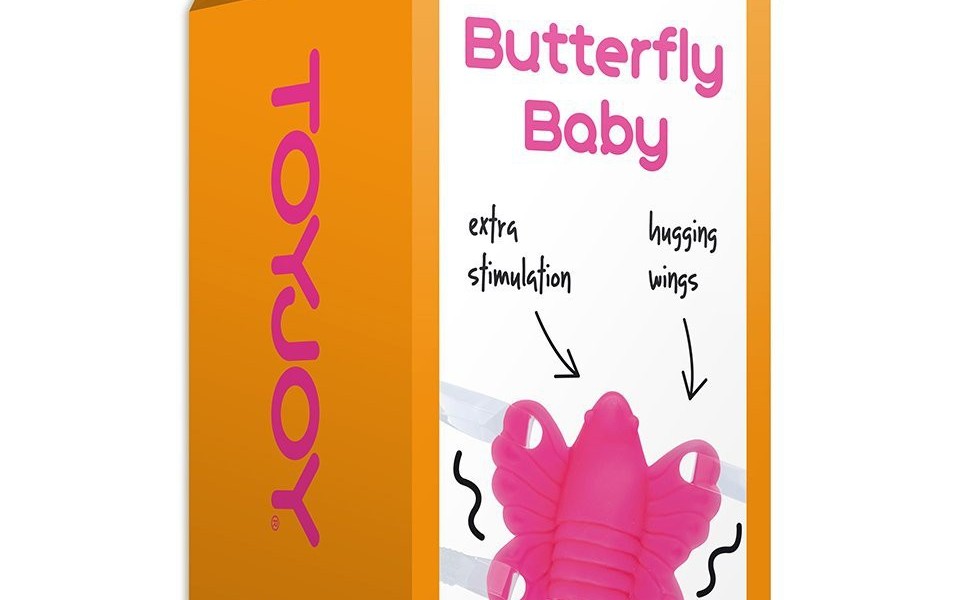 TOYJOY®
Butterfly
Baby
extra
stimulation
hugging
wings